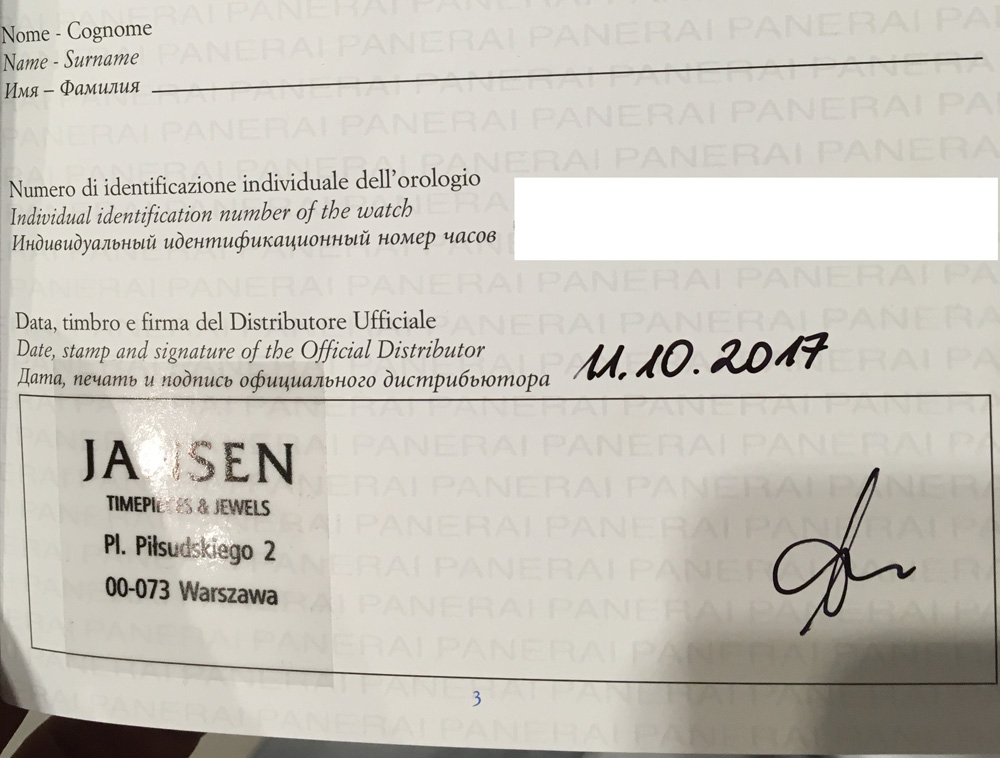 Nome - Cognome
Name - Surname
Имя – Фамилия
Numero di identificazione individuale dell'orologio
Individual identification number of the watch
Индивидуальный идентификационный номер часов
Data, timbro e firma del Distributore Ufficiale
Date, stamp and signature of the Official Distributor
Дата, печать и подпись официального дистрибьютора 11.10.2017
TIMEPIECES & JEWELS
Pl. Piłsudskiego 2
00-073 Warszawa
3